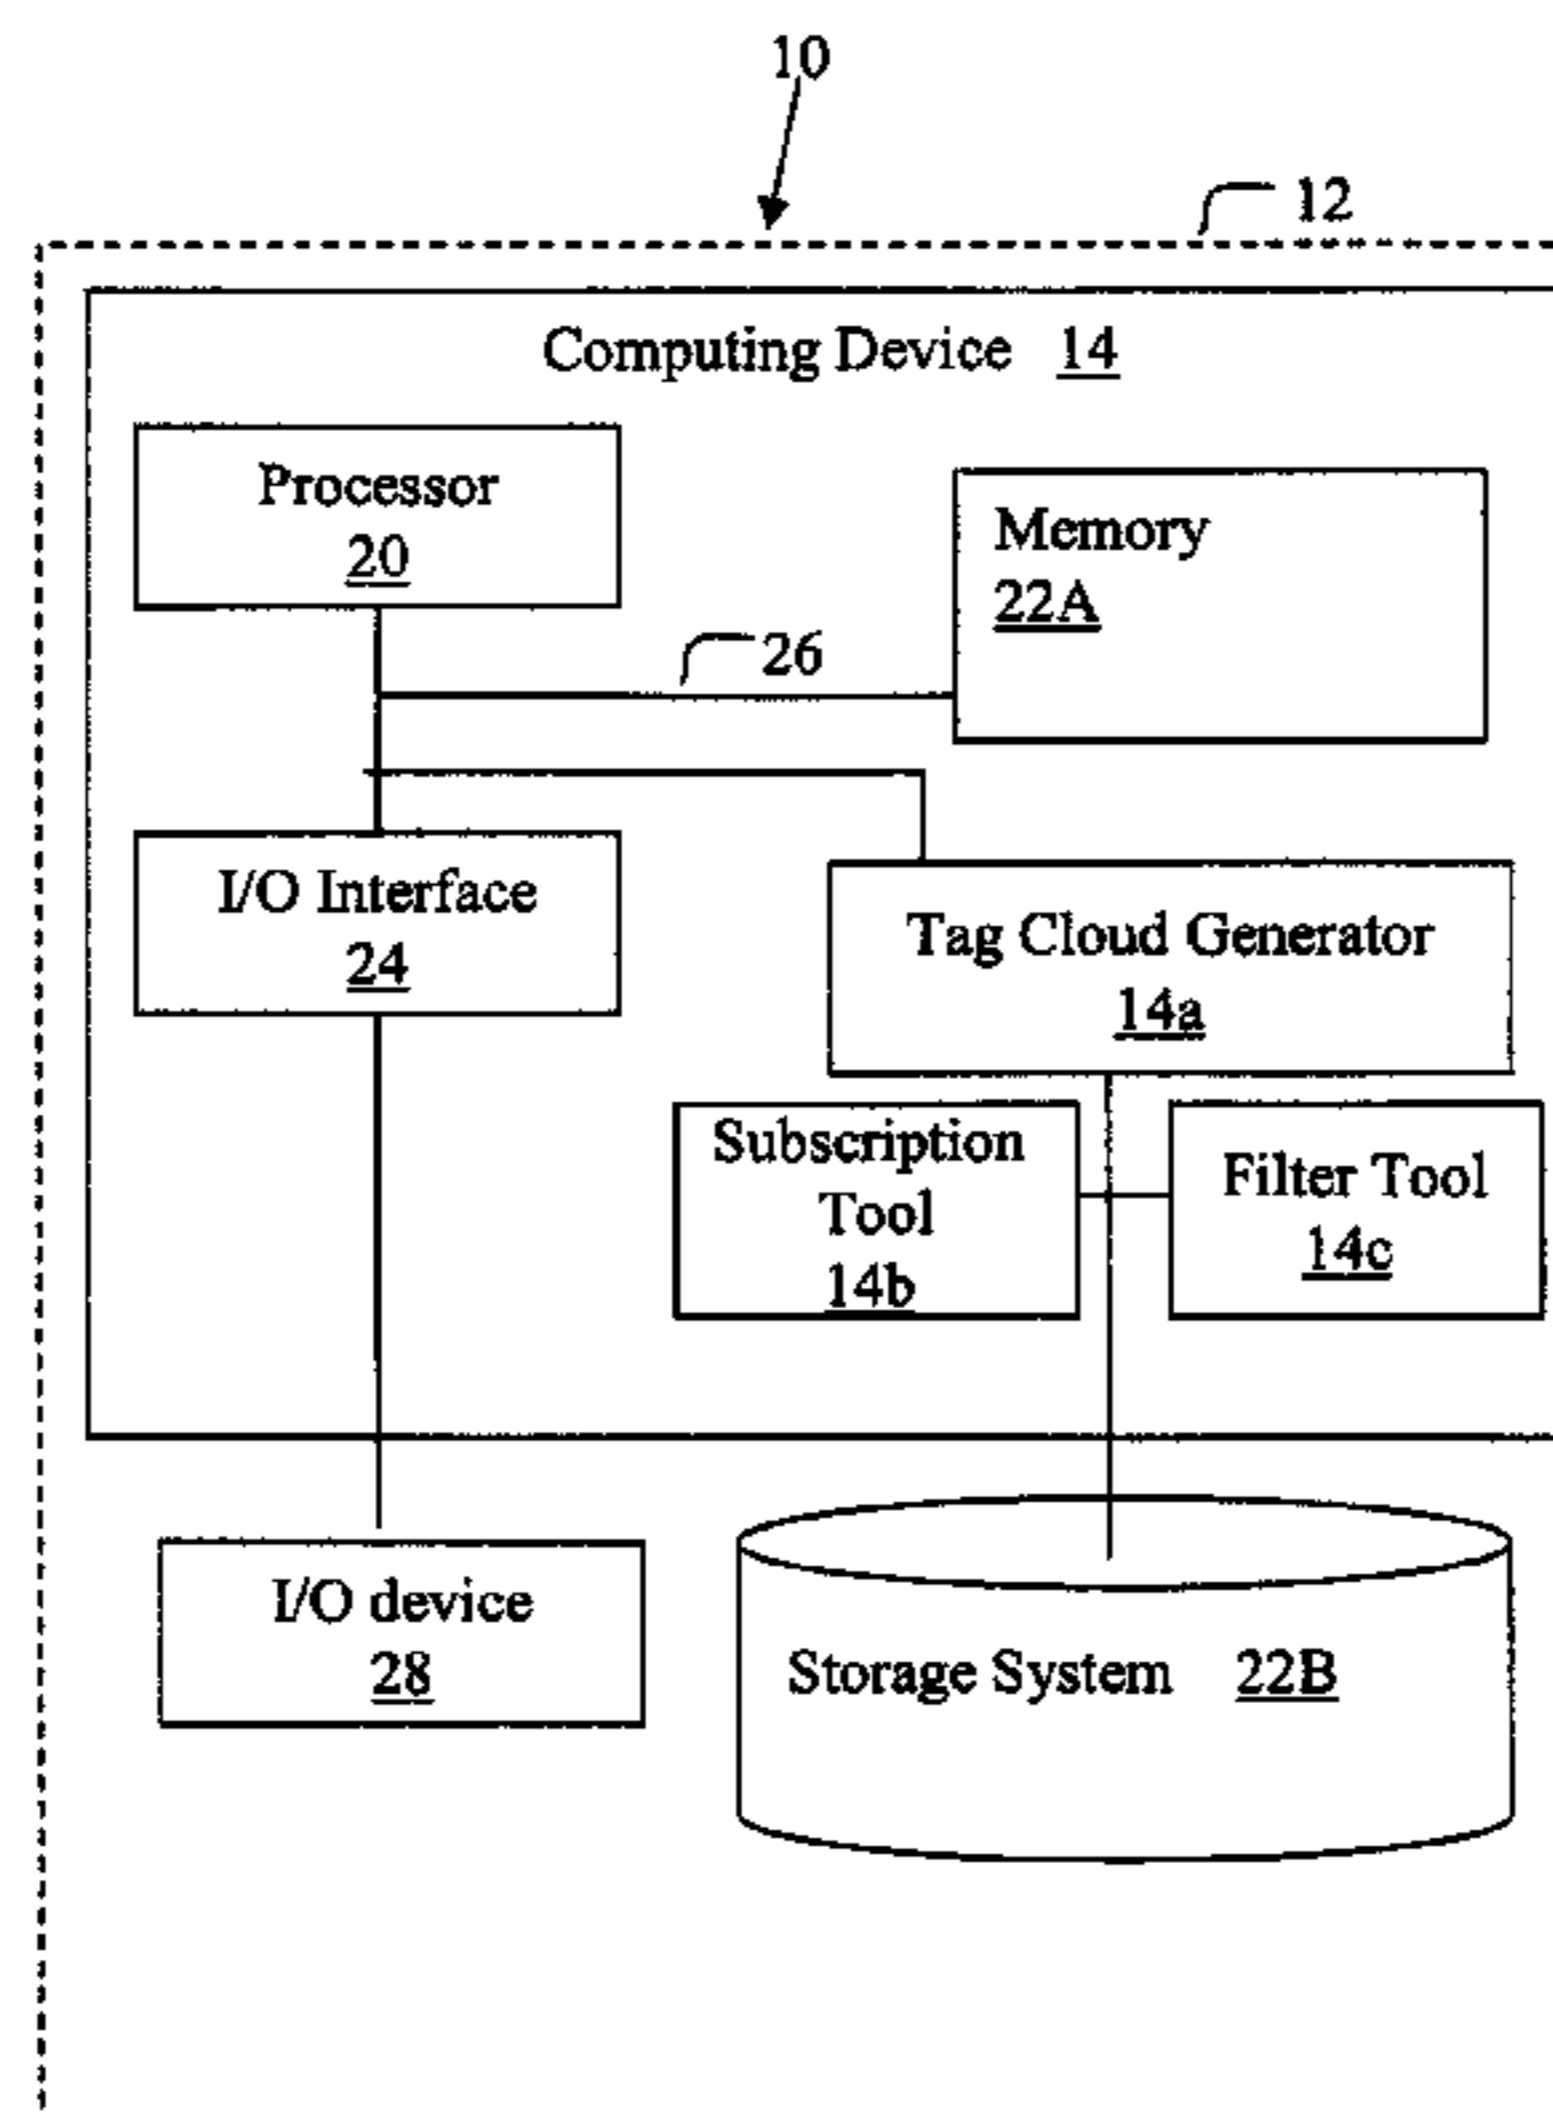 10
12
Computing Device 14
Processor
20
Memory
22A
26
I/O Interface
24
Tag Cloud Generator
14a
Subscription
Tool
14b
Filter Tool
14c
I/O device
28
Storage System 22B